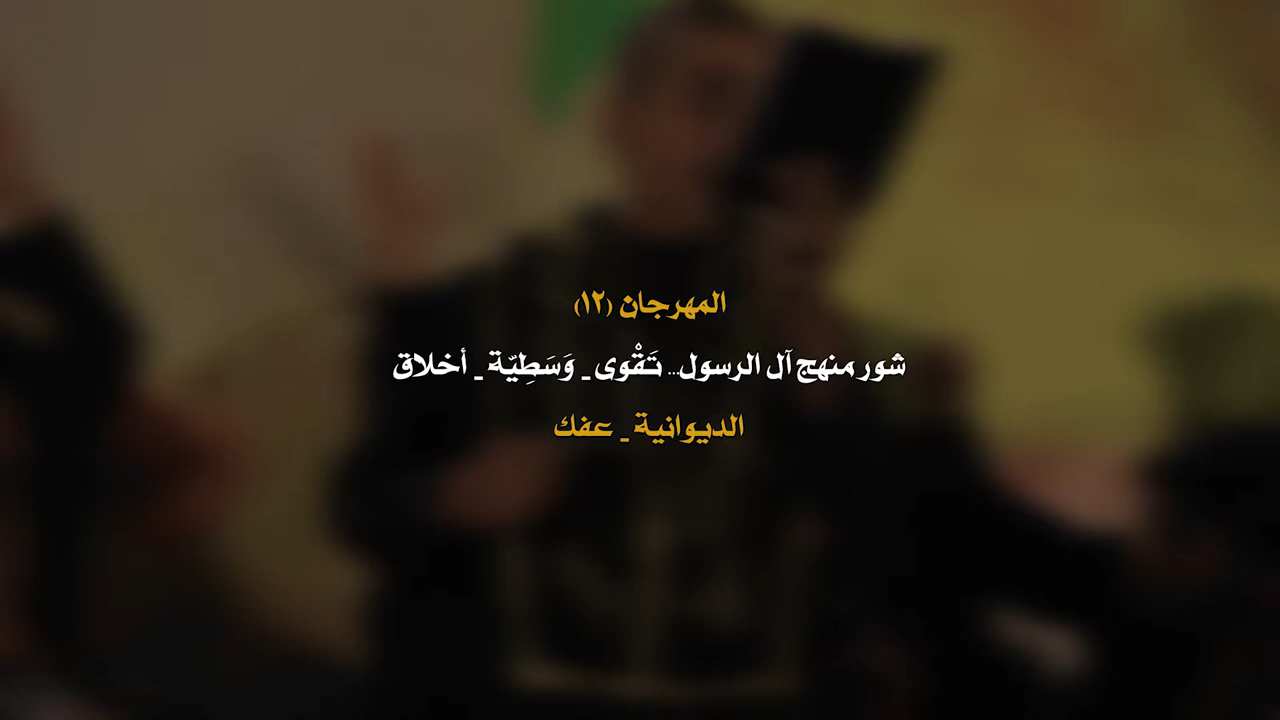 المهرجان (١٢)
شور منهج آل الرسول... تَقْوى ـ وَسَطِيّة ـ أخلاق
الديوانية ـ عفك